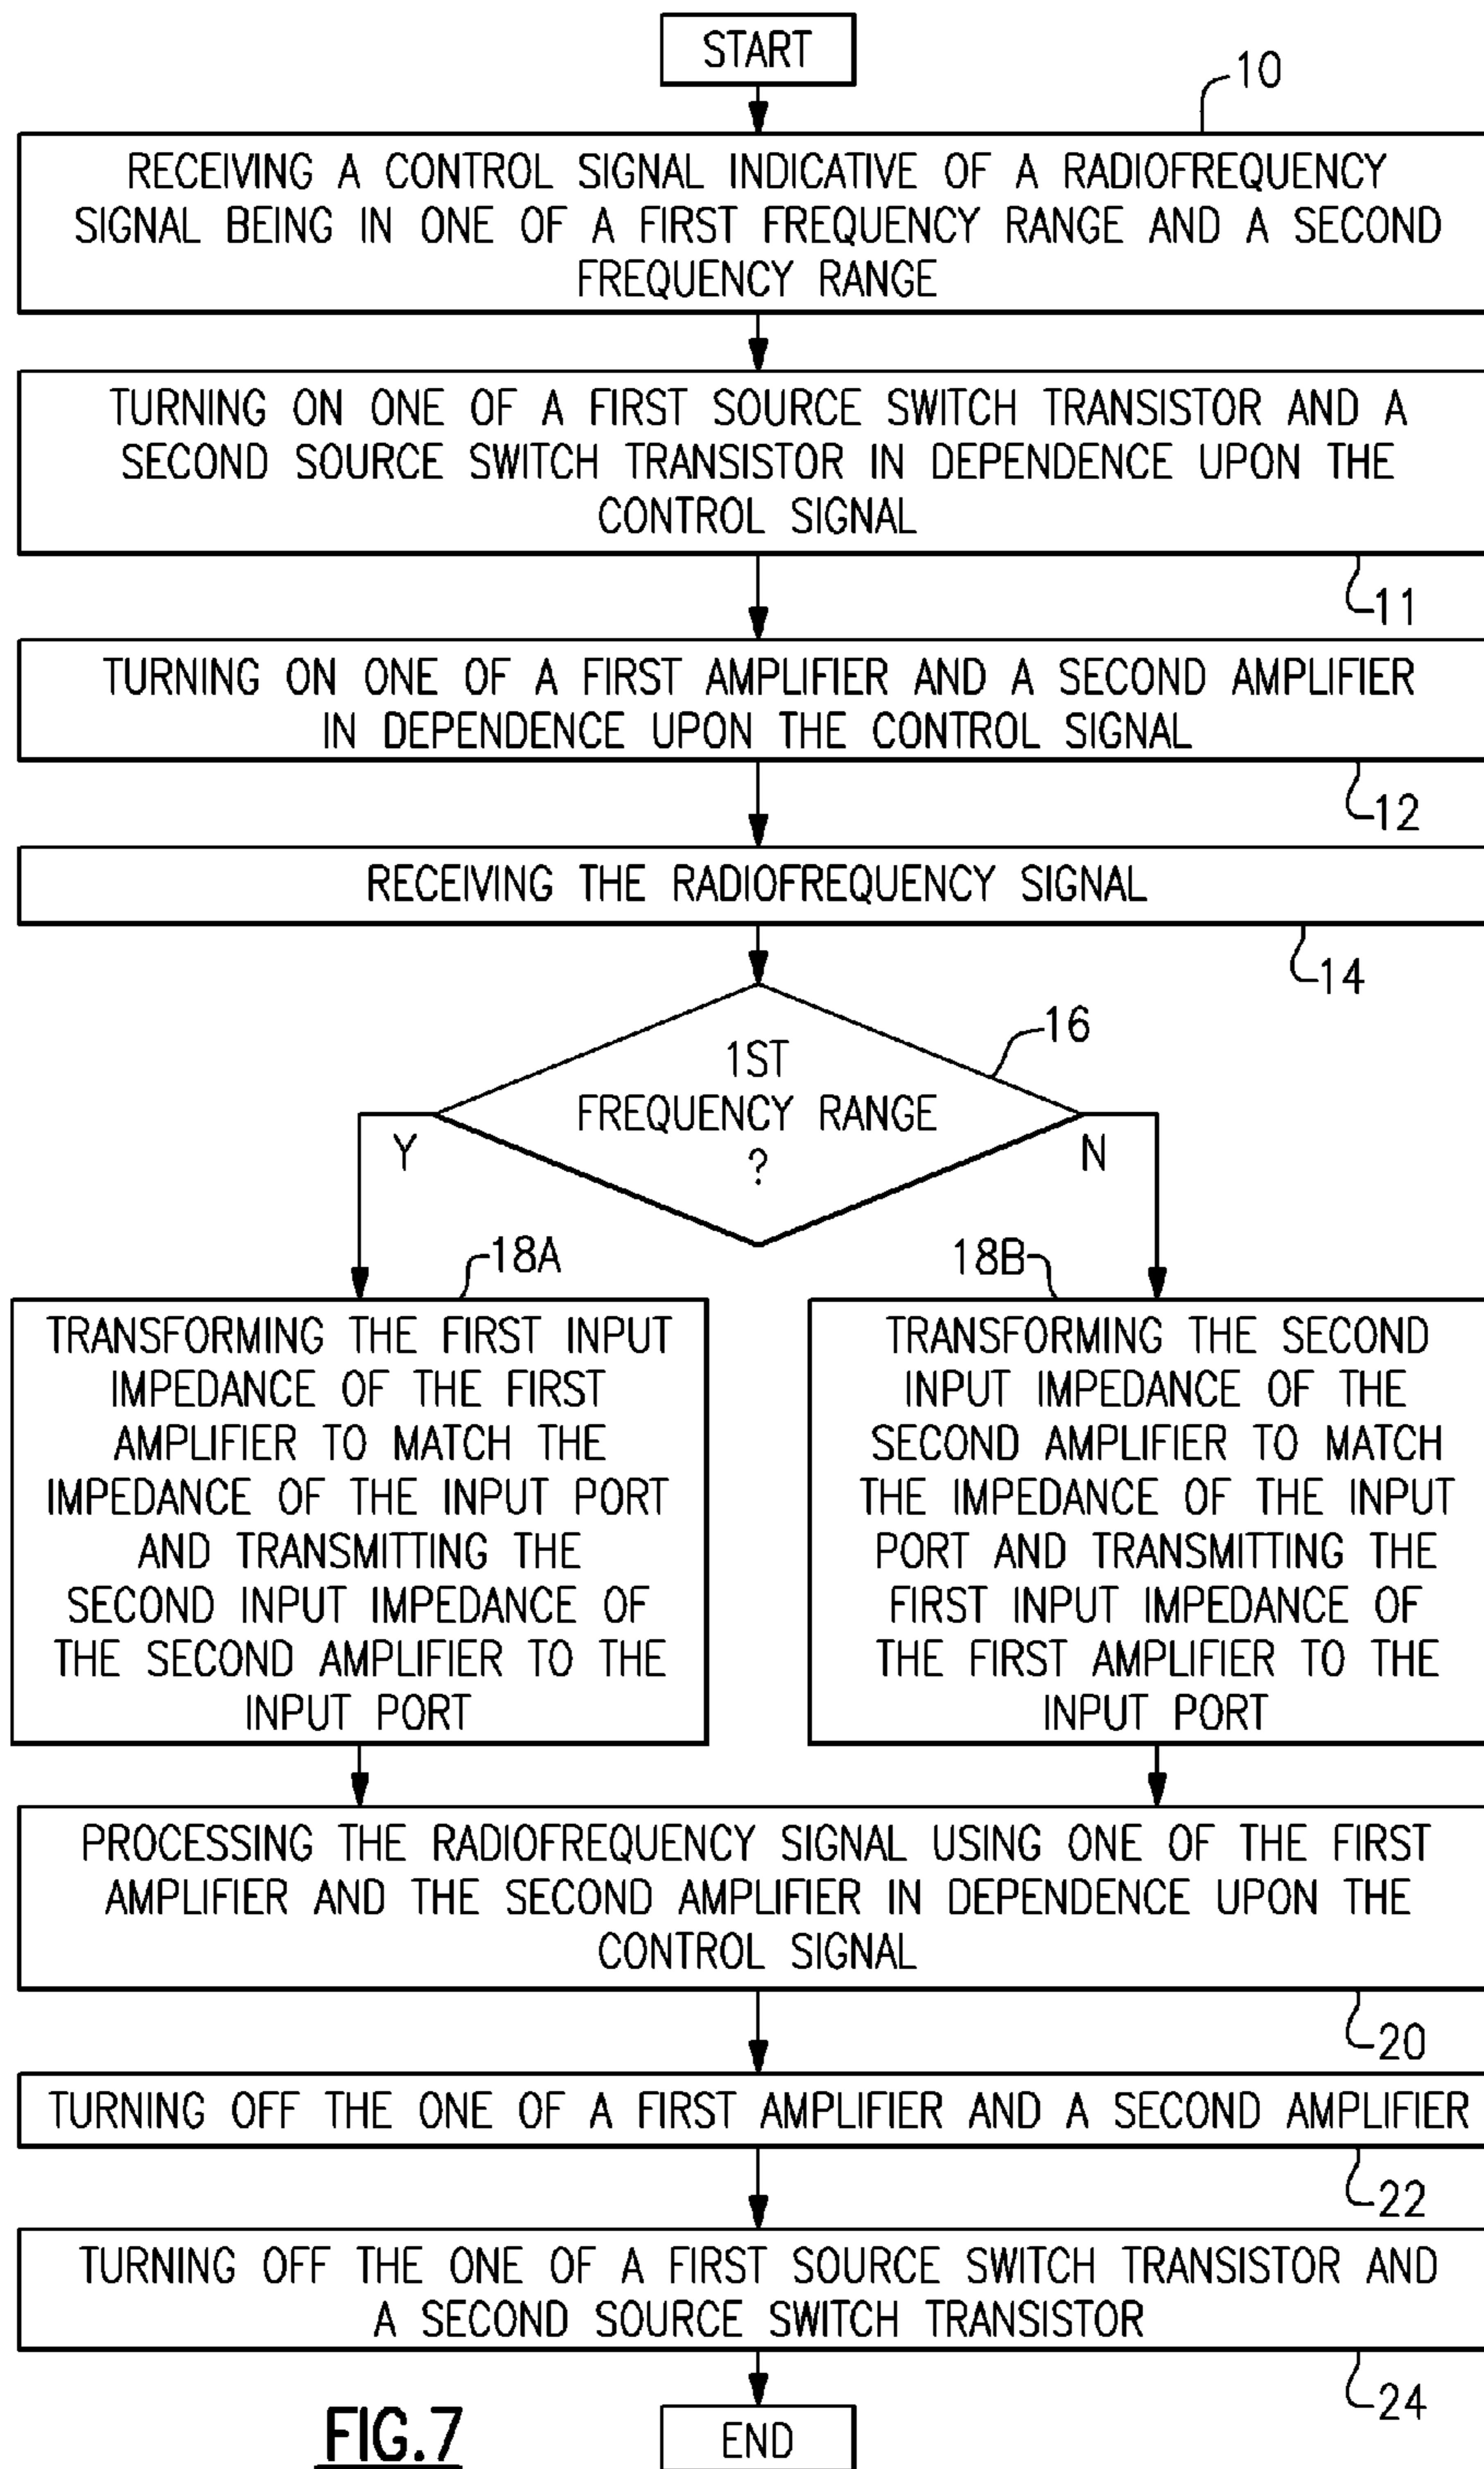 START
10
RECEIVING A CONTROL SIGNAL INDICATIVE OF A RADIOFREQUENCY
SIGNAL BEING IN ONE OF A FIRST FREQUENCY RANGE AND A SECOND
FREQUENCY RANGE
TURNING ON ONE OF A FIRST SOURCE SWITCH TRANSISTOR AND A
SECOND SOURCE SWITCH TRANSISTOR IN DEPENDENCE UPON THE
CONTROL SIGNAL
11
TURNING ON ONE OF A FIRST AMPLIFIER AND A SECOND AMPLIFIER
IN DEPENDENCE UPON THE CONTROL SIGNAL
12
RECEIVING THE RADIOFREQUENCY SIGNAL
14
16
1ST
FREQUENCY RANGE
?
Y
N
18A
TRANSFORMING THE FIRST INPUT
IMPEDANCE OF THE FIRST
AMPLIFIER TO MATCH THE
IMPEDANCE OF THE INPUT PORT
AND TRANSMITTING THE
SECOND INPUT IMPEDANCE OF
THE SECOND AMPLIFIER TO THE
INPUT PORT
18B
TRANSFORMING THE SECOND
INPUT IMPEDANCE OF THE
SECOND AMPLIFIER TO MATCH
THE IMPEDANCE OF THE INPUT
PORT AND TRANSMITTING THE
FIRST INPUT IMPEDANCE OF
THE FIRST AMPLIFIER TO THE
INPUT PORT
PROCESSING THE RADIOFREQUENCY SIGNAL USING ONE OF THE FIRST
AMPLIFIER AND THE SECOND AMPLIFIER IN DEPENDENCE UPON THE
CONTROL SIGNAL
20
TURNING OFF THE ONE OF A FIRST AMPLIFIER AND A SECOND AMPLIFIER
22
TURNING OFF THE ONE OF A FIRST SOURCE SWITCH TRANSISTOR AND
A SECOND SOURCE SWITCH TRANSISTOR
24
END
FIG.7